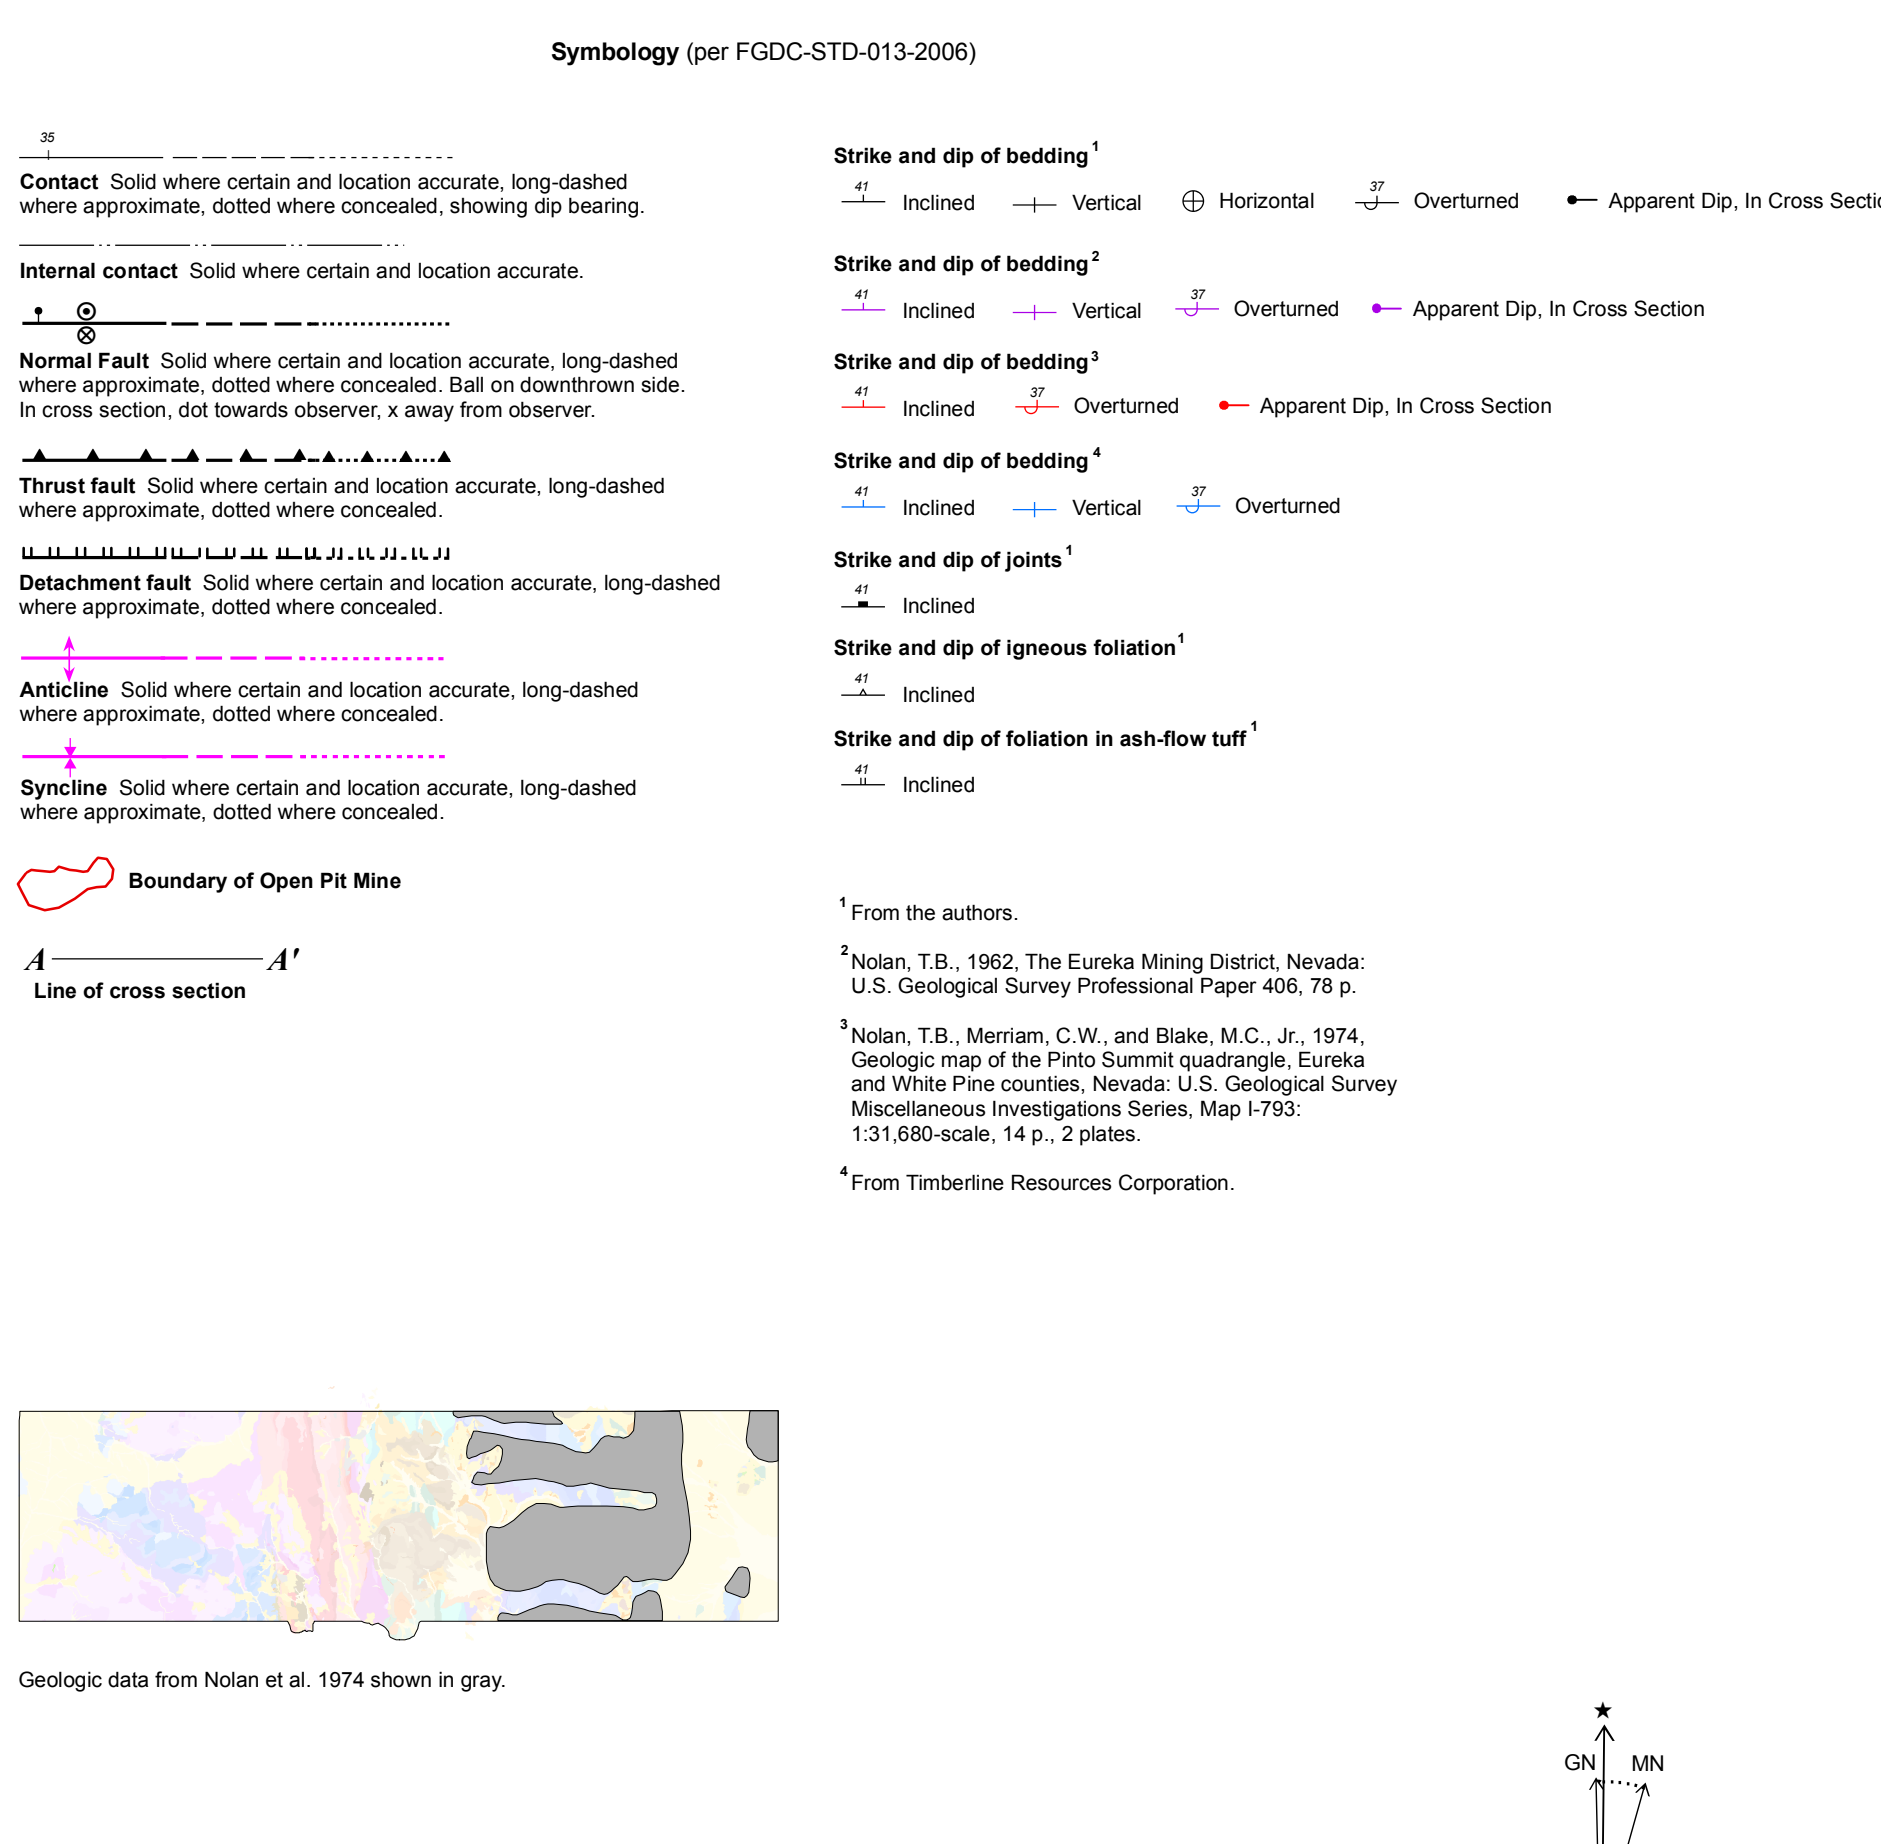 Symbology (per FGDC-STD-013-2006)
35
Contact Solid where certain and location accurate, long-dashed
where approximate, dotted where concealed, showing dip bearing.
Internal contact Solid where certain and location accurate.
Normal Fault Solid where certain and location accurate, long-dashed
where approximate, dotted where concealed. Ball on downthrown side.
In cross section, dot towards observer, x away from observer.
Thrust fault Solid where certain and location accurate, long-dashed
where approximate, dotted where concealed.
Detachment fault Solid where certain and location accurate, long-dashed
where approximate, dotted where concealed.
Anticline Solid where certain and location accurate, long-dashed
where approximate, dotted where concealed.
Syncline Solid where certain and location accurate, long-dashed
where approximate, dotted where concealed.
Boundary of Open Pit Mine
A A'
Line of cross section
Strike and dip of bedding 1
41 Inclined Vertical Horizontal 37 Overturned Apparent Dip, In Cross
Strike and dip of bedding 2
41 Inclined Vertical 37 Overturned Apparent Dip, In Cross Section
Strike and dip of bedding 3
41 Inclined 37 Overturned Apparent Dip, In Cross Section
Strike and dip of bedding 4
41 Inclined Vertical 37 Overturned
Strike and dip of joints 1
41 Inclined
Strike and dip of igneous foliation 1
41 Inclined
Strike and dip of foliation in ash-flow tuff 1
41 Inclined
1 From the authors.
2 Nolan, T.B., 1962, The Eureka Mining District, Nevada:
U.S. Geological Survey Professional Paper 406, 78 p.
3 Nolan, T.B., Merriam, C.W., and Blake, M.C., Jr., 1974,
Geologic map of the Pinto Summit quadrangle, Eureka
and White Pine counties, Nevada: U.S. Geological Survey
Miscellaneous Investigations Series, Map I-793:
1:31,680-scale, 14 p., 2 plates.
4 From Timberline Resources Corporation.
Geologic data from Nolan et al. 1974 shown in gray.
GN MN